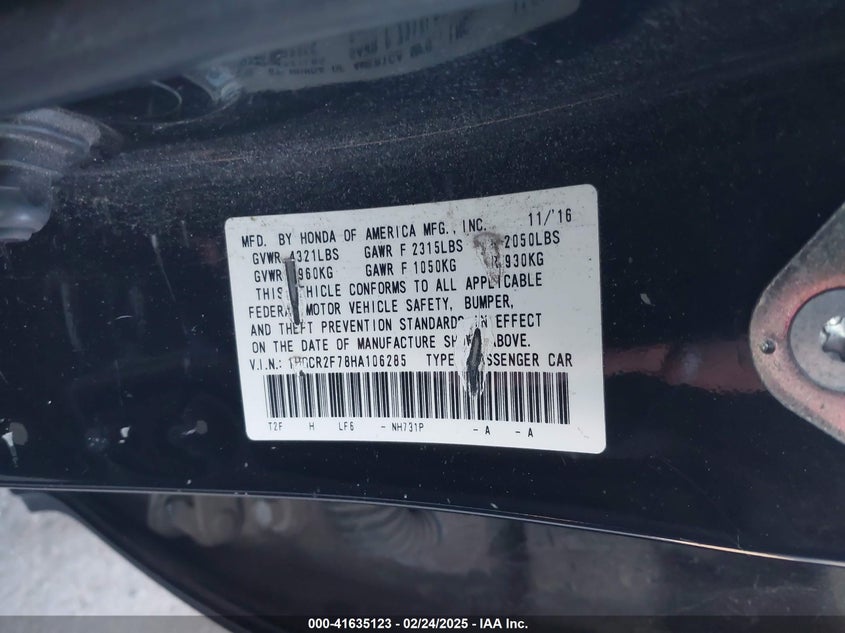 MFD. BY HONDA OF AMERICA MFG., INC. 11/'16
GVWR 4321LBS GAWR F 2315LBS 2050LBS
GVWR 960KG GAWR F 1050KG 930KG
THIS VEHICLE CONFORMS TO ALL APPLICABLE
FEDERAL MOTOR VEHICLE SAFETY, BUMPER,
AND THEFT PREVENTION STANDARDS IN EFFECT
ON THE DATE OF MANUFACTURE SHOWN ABOVE.
V.I.N.: 1HGCR2F78HA106285 TYPE PASSENGER CAR
T2F H LF6 - NH731P - A - A
000-41635123 - 02/24/2025 - IAA Inc.